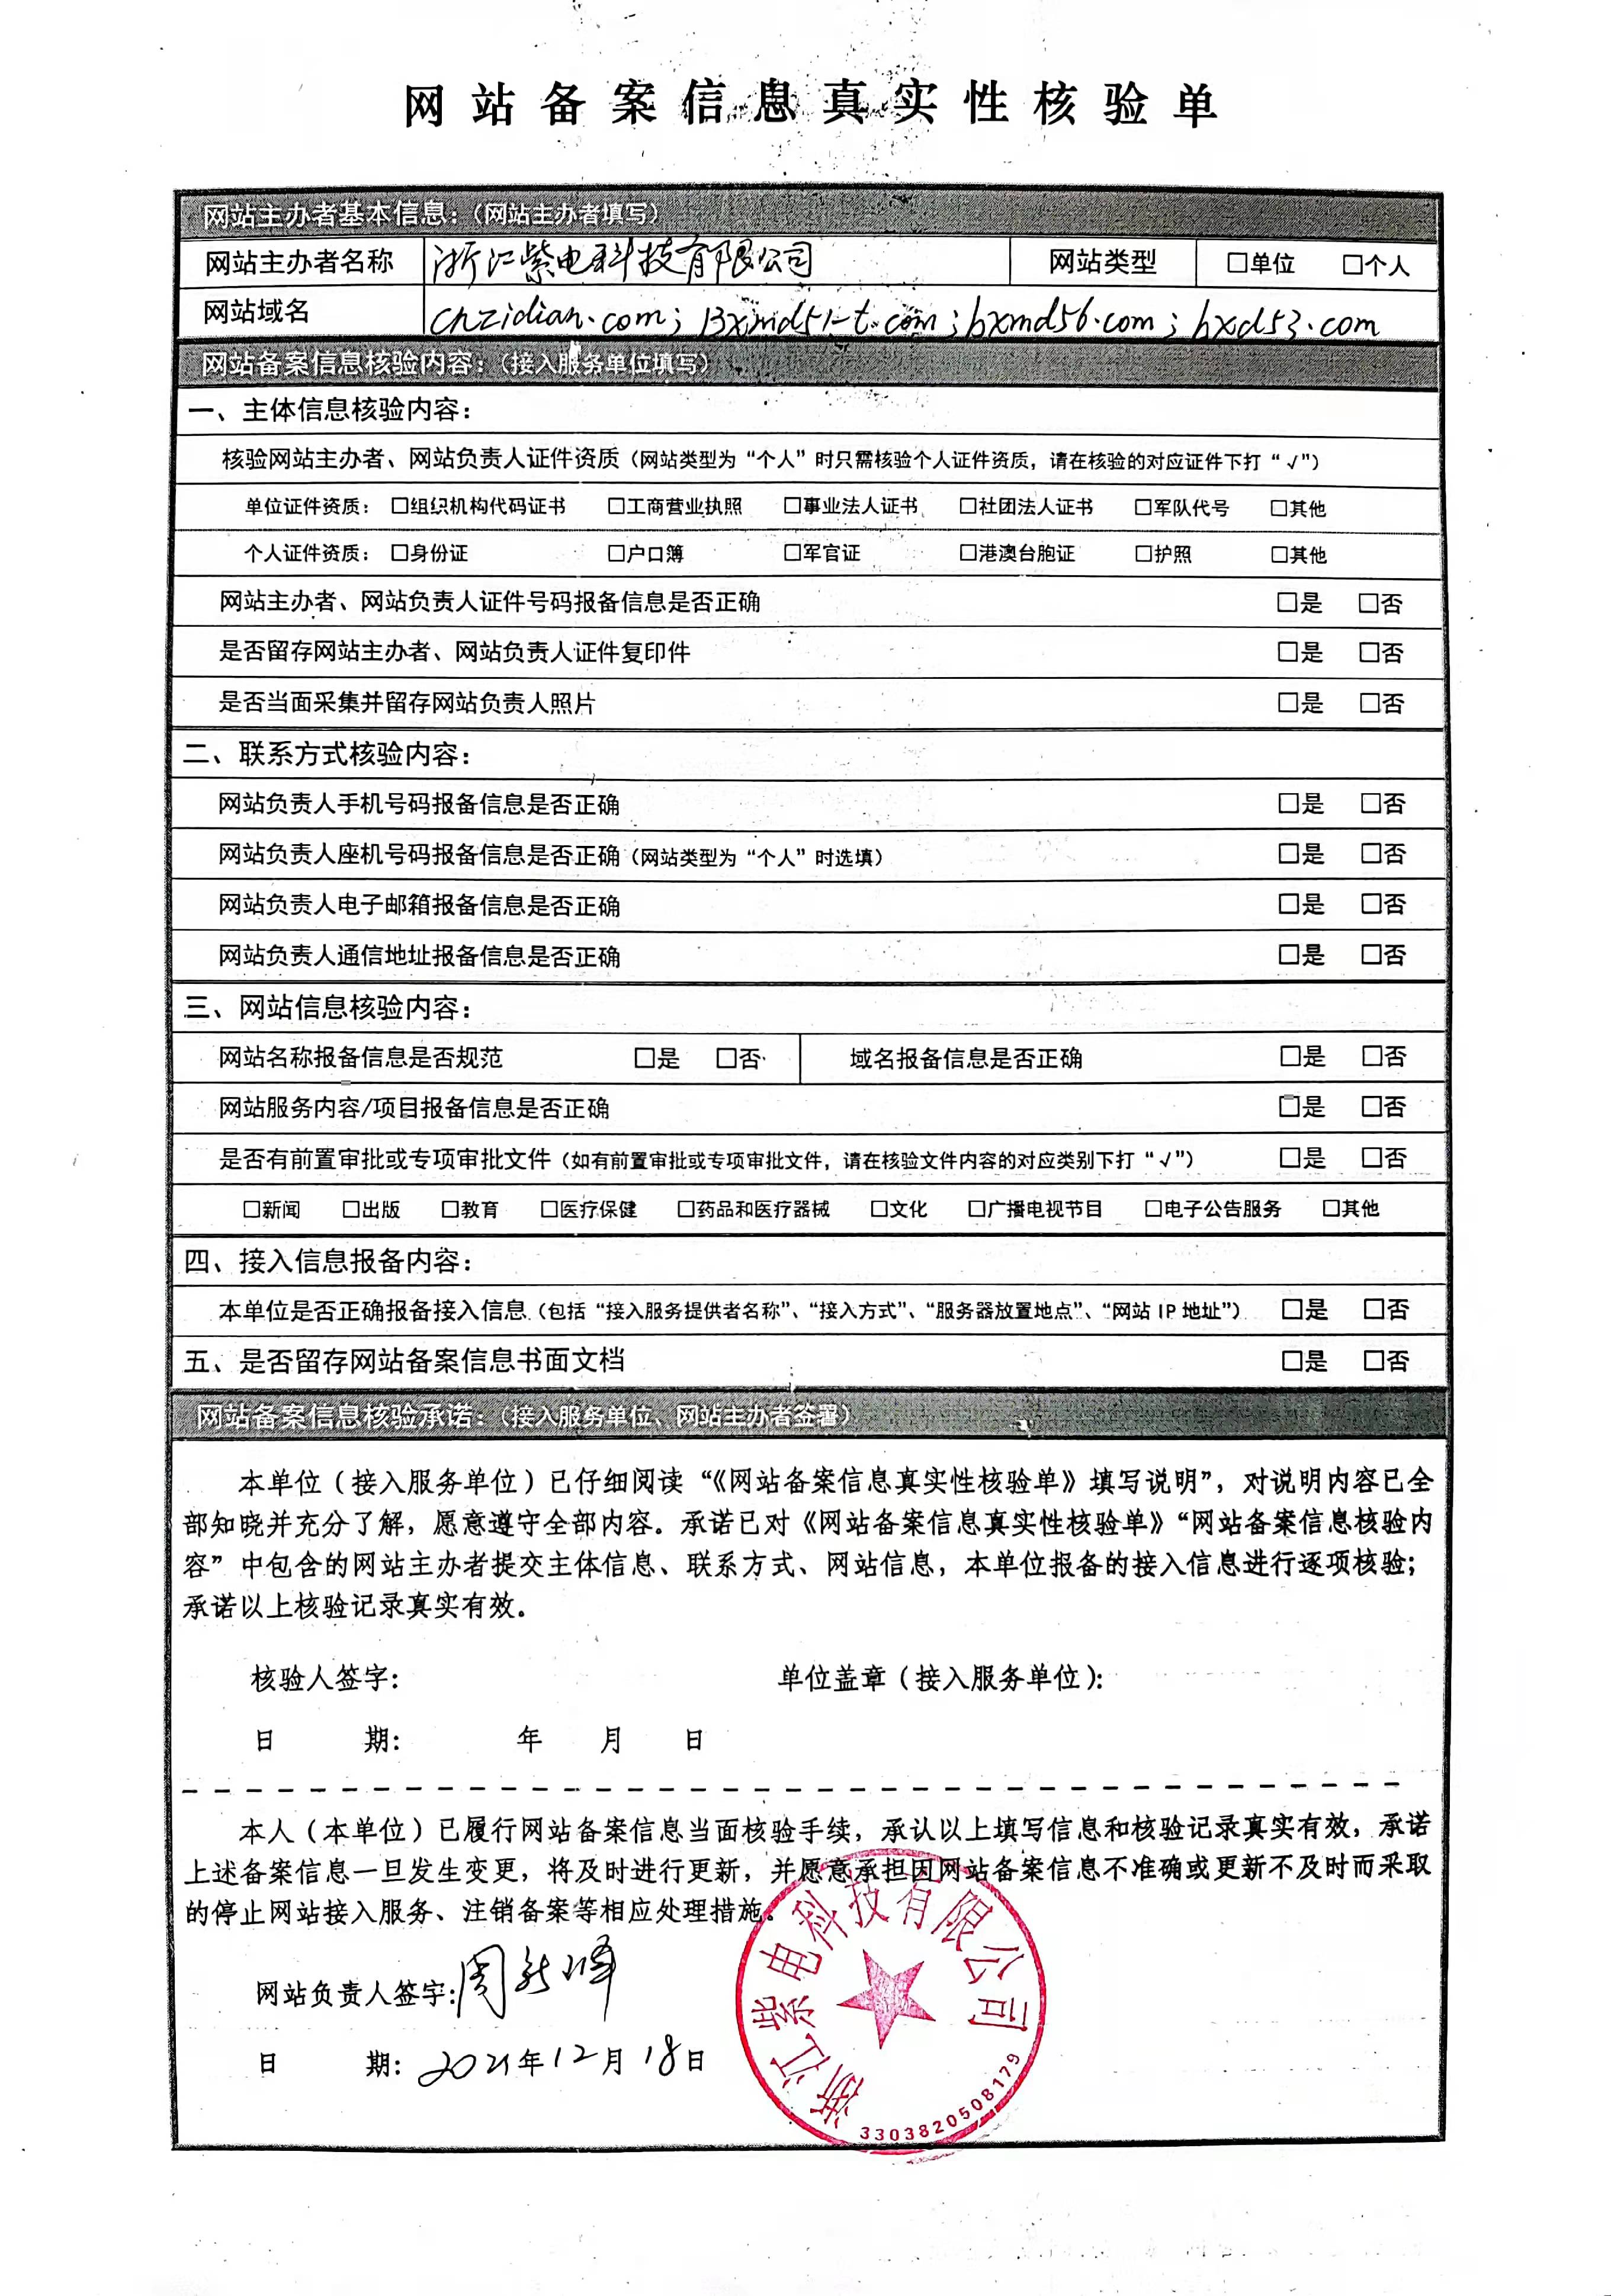 网站备案信息真实性核验单
网站主办者基本信息：（网站主办者填写）
网站主办者名称 浙江紫电科技有限公司 网站类型 □单位 □个人
网站域名 chzidian.com；13xmd51-t.com；bxmd56.com；bxd53.com
网站备案信息核验内容：（接入服务单位填写）
一、主体信息核验内容：
核验网站主办者、网站负责人证件资质（网站类型为“个人”时只需核验个人证件资质，请在核验的对应证件下打“√”）
单位证件资质： □组织机构代码证书 □工商营业执照 □事业法人证书 □社团法人证书 □军队代号 □其他
个人证件资质： □身份证 □户口簿 □军官证 □港澳台胞证 □护照 □其他
网站主办者、网站负责人证件号码报备信息是否正确 □是 □否
是否留存网站主办者、网站负责人证件复印件 □是 □否
是否当面采集并留存网站负责人照片 □是 □否
二、联系方式核验内容：
网站负责人手机号码报备信息是否正确 □是 □否
网站负责人座机号码报备信息是否正确（网站类型为“个人”时选填） □是 □否
网站负责人电子邮箱报备信息是否正确 □是 □否
网站负责人通信地址报备信息是否正确 □是 □否
三、网站信息核验内容：
网站名称报备信息是否规范 □是 □否 域名报备信息是否正确 □是 □否
网站服务内容/项目报备信息是否正确 □是 □否
是否有前置审批或专项审批文件（如有前置审批或专项审批文件，请在核验文件内容的对应类别下打“√”） □是 □否
□新闻 □出版 □教育 □医疗保健 □药品和医疗器械 □文化 □广播电视节目 □电子公告服务 □其他
四、接入信息报备内容：
本单位是否正确报备接入信息（包括“接入服务提供者名称”、“接入方式”、“服务器放置地点”、“网站 IP 地址”） □是 □否
五、是否留存网站备案信息书面文档 □是 □否
网站备案信息核验承诺：（接入服务单位、网站主办者签署）
本单位（接入服务单位）已仔细阅读“《网站备案信息真实性核验单》填写说明”，对说明内容已全
部知晓并充分了解，愿意遵守全部内容。承诺已对《网站备案信息真实性核验单》“网站备案信息核验内
容”中包含的网站主办者提交主体信息、联系方式、网站信息，本单位报备的接入信息进行逐项核验；
承诺以上核验记录真实有效。
核验人签字： 单位盖章（接入服务单位）：
日 期： 年 月 日
本人（本单位）已履行网站备案信息当面核验手续，承认以上填写信息和核验记录真实有效，承诺
上述备案信息一旦发生变更，将及时进行更新，并愿意承担因网站备案信息不准确或更新不及时而采取
的停止网站接入服务、注销备案等相应处理措施。
网站负责人签字：周
日 期：2021年12月18日
浙江紫电科技有限公司
3303820508179